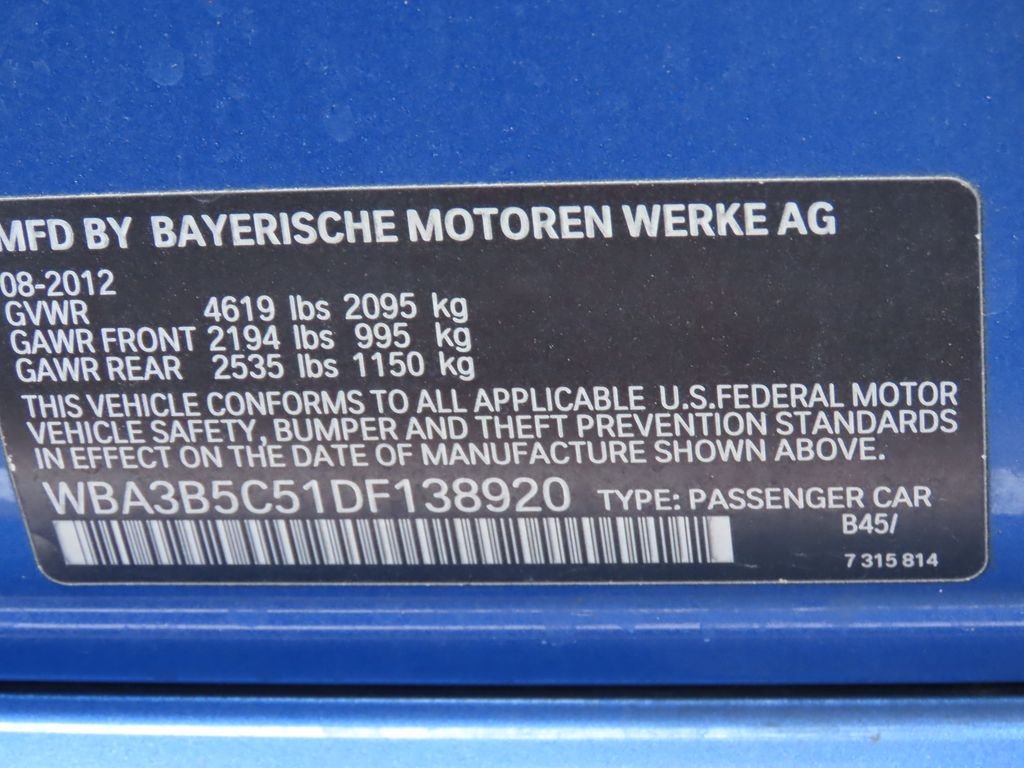 MFD BY BAYERISCHE MOTOREN WERKE AG
08-2012
GVWR 4619 lbs 2095 kg
GAWR FRONT 2194 lbs 995 kg
GAWR REAR 2535 lbs 1150 kg
THIS VEHICLE CONFORMS TO ALL APPLICABLE U.S.FEDERAL MOTOR
VEHICLE SAFETY, BUMPER AND THEFT PREVENTION STANDARDS
IN EFFECT ON THE DATE OF MANUFACTURE SHOWN ABOVE.
WBA3B5C51DF138920 TYPE: PASSENGER CAR
B45/
7 315 814